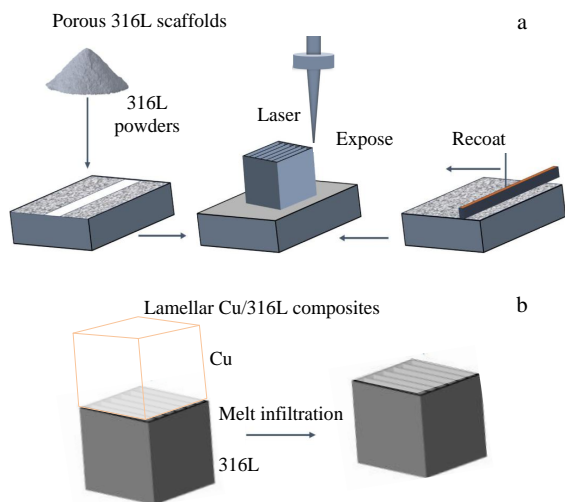 Porous 316L scaffolds
a
316L
powders
Laser
Expose
Recoat
Lamellar Cu/316L composites
b
Cu
Melt infiltration
316L